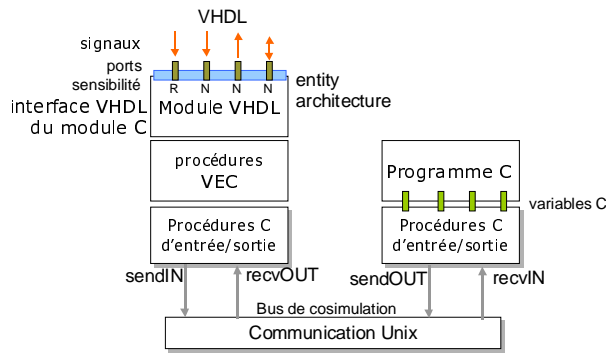 VHDL
signaux
ports
sensibilité
R N N N
entity
architecture
interface VHDL
du module C
Module VHDL
procédures
VEC
Programme C
variables C
Procédures C
d'entrée/sortie
Procédures C
d'entrée/sortie
sendIN
recvOUT
sendOUT
recvIN
Bus de cosimulation
Communication Unix